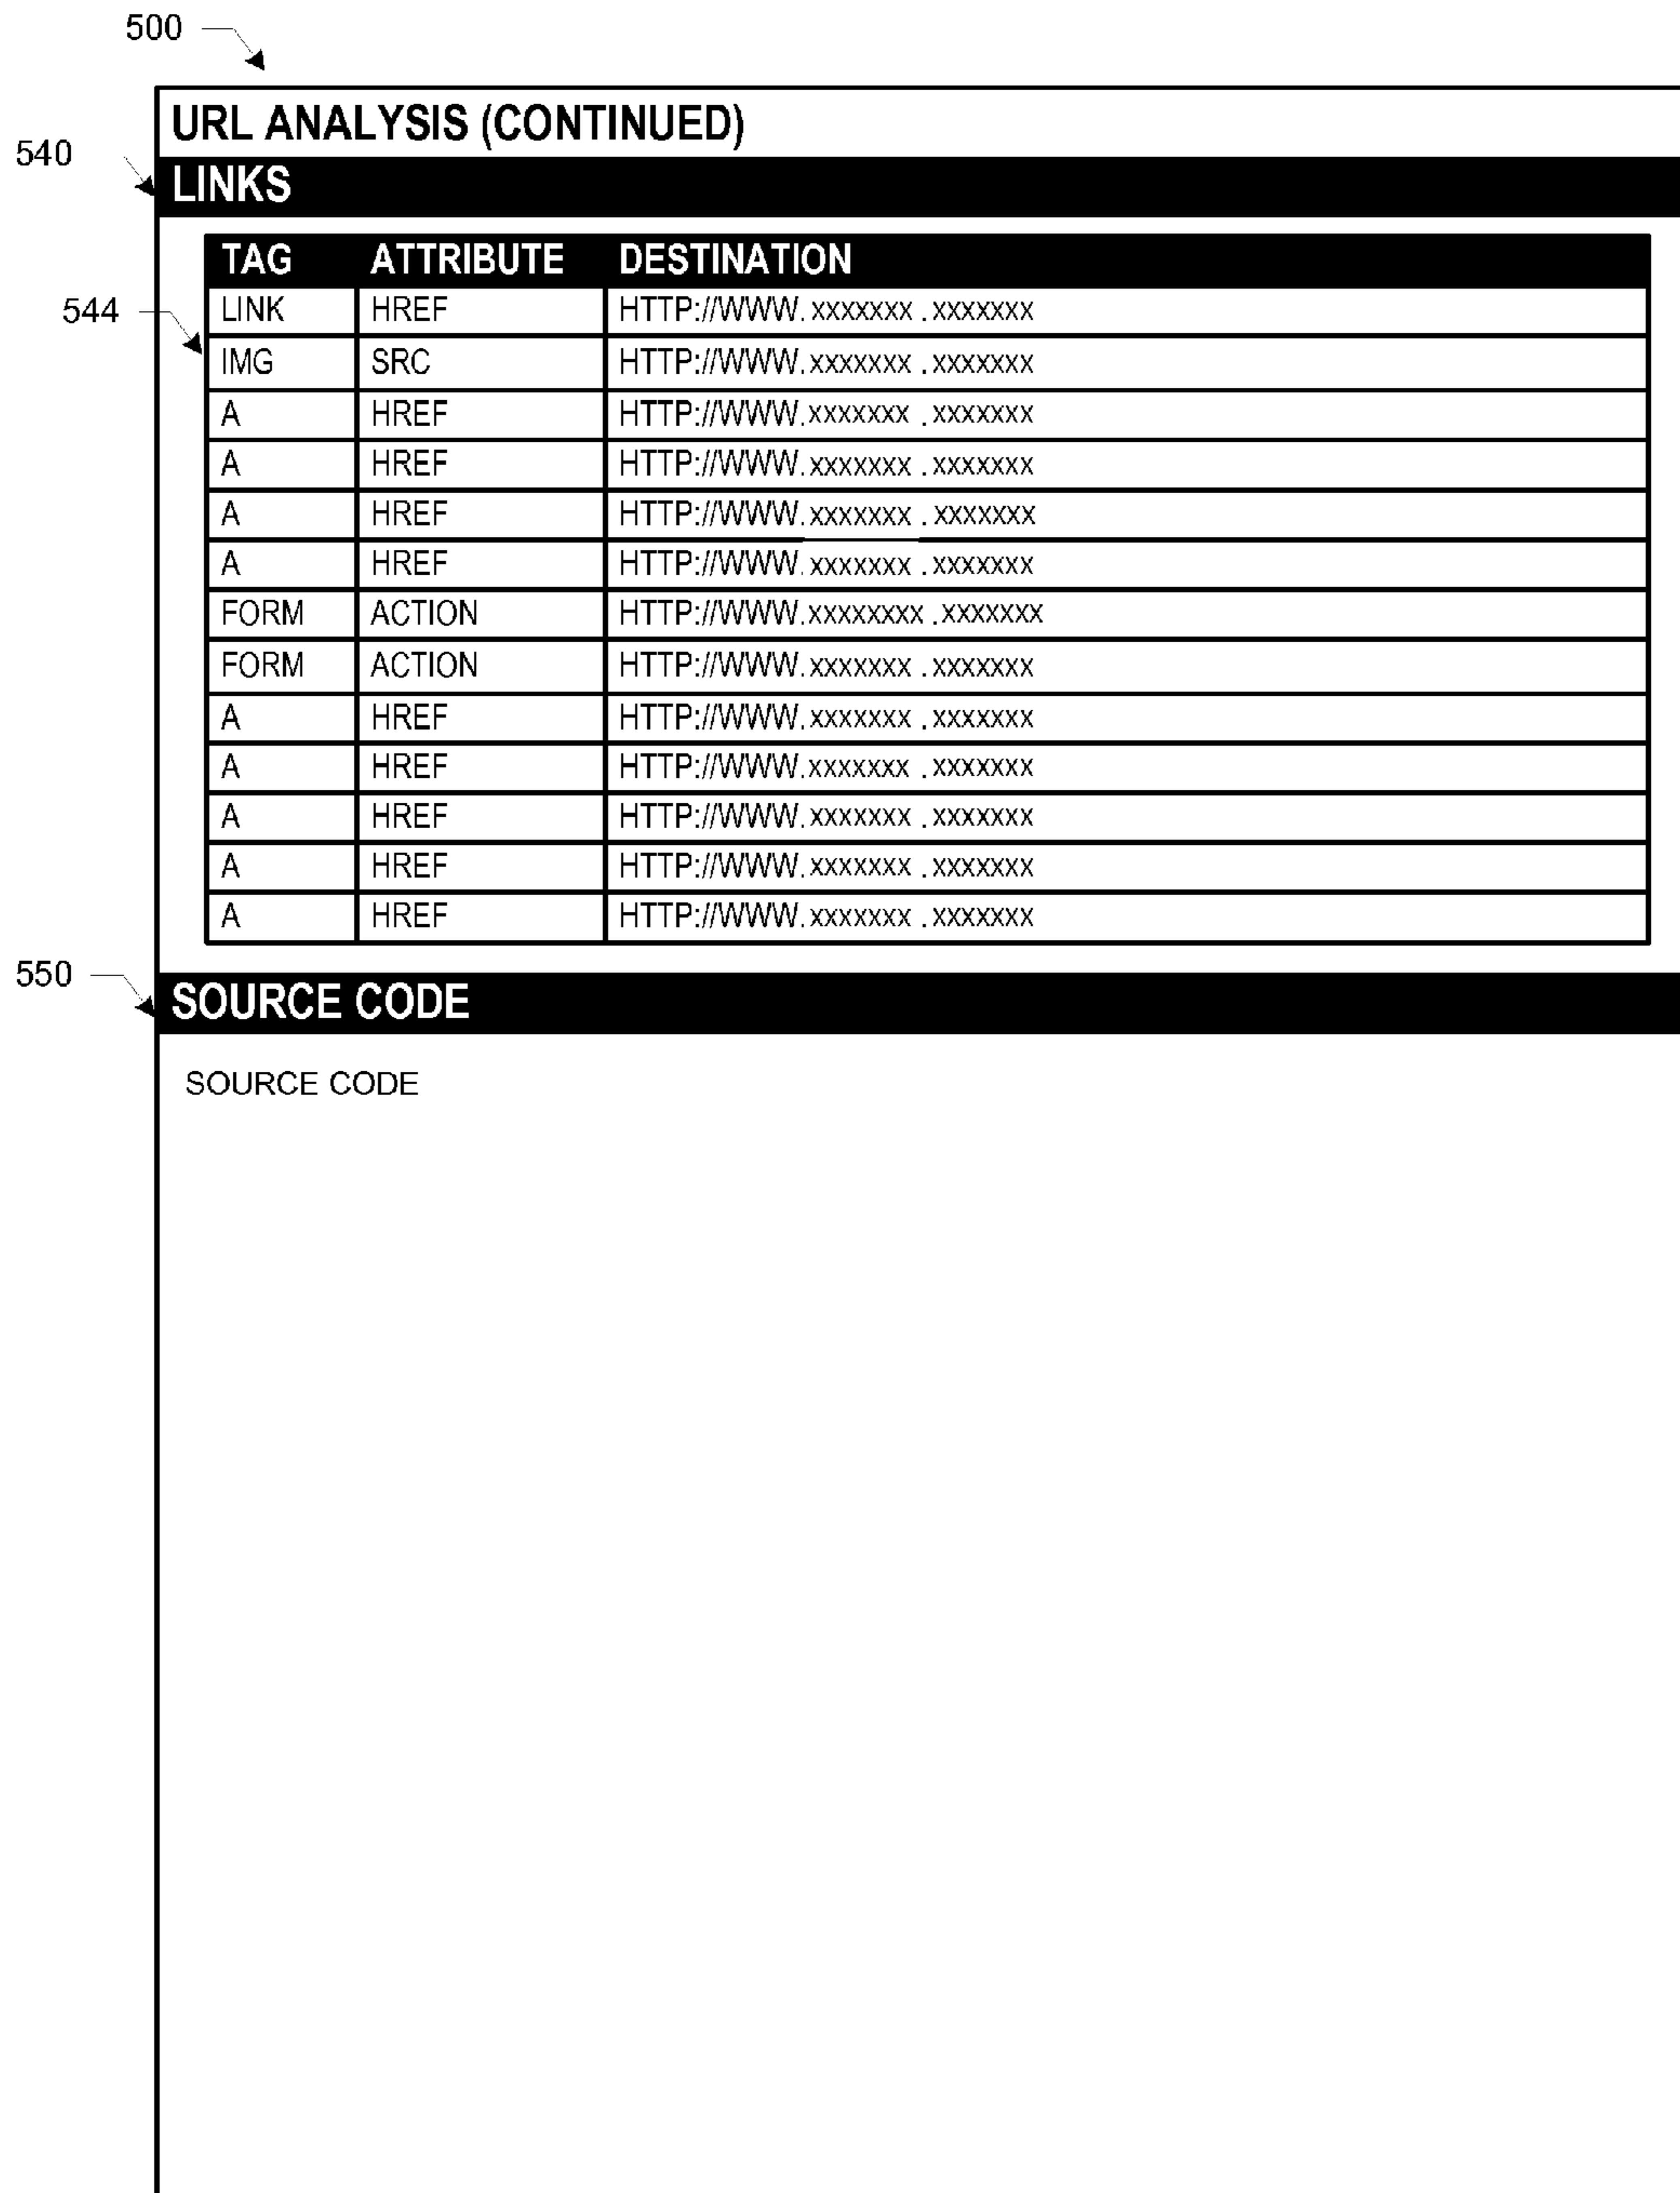 500
URL ANALYSIS (CONTINUED)
540
LINKS
TAG ATTRIBUTE DESTINATION
544
LINK HREF HTTP://WWW.xxxxxxx.xxxxxxx
IMG SRC HTTP://WWW.xxxxxxx.xxxxxxx
A HREF HTTP://WWW.xxxxxxx.xxxxxxx
A HREF HTTP://WWW.xxxxxxx.xxxxxxx
A HREF HTTP://WWW.xxxxxxx.xxxxxxx
A HREF HTTP://WWW.xxxxxxx.xxxxxxx
FORM ACTION HTTP://WWW.xxxxxxxx.xxxxxxx
FORM ACTION HTTP://WWW.xxxxxxx.xxxxxxx
A HREF HTTP://WWW.xxxxxxx.xxxxxxx
A HREF HTTP://WWW.xxxxxxx.xxxxxxx
A HREF HTTP://WWW.xxxxxxx.xxxxxxx
A HREF HTTP://WWW.xxxxxxx.xxxxxxx
A HREF HTTP://WWW.xxxxxxx.xxxxxxx
550
SOURCE CODE
SOURCE CODE